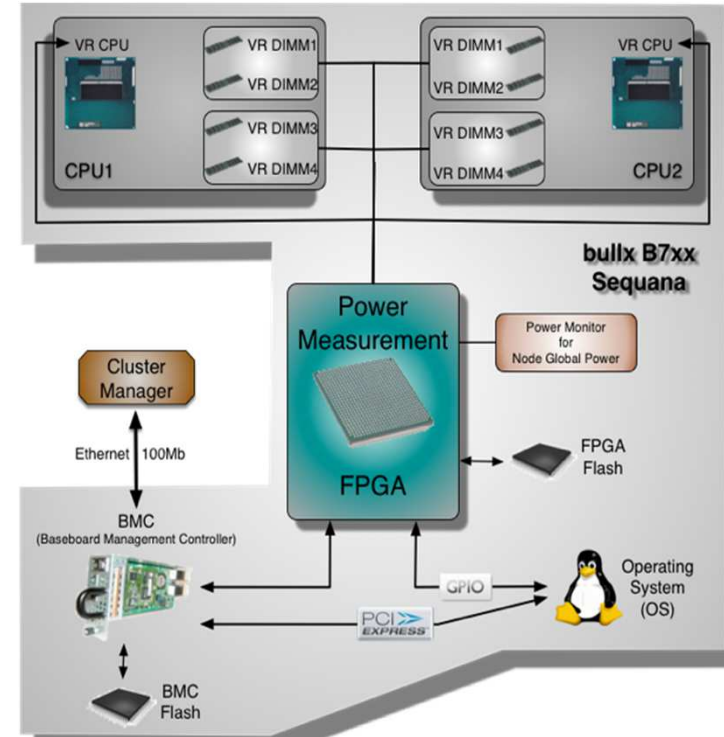 VR CPU
VR DIMM1
VR DIMM2
VR DIMM3
VR DIMM4
CPU1
VR DIMM1
VR DIMM2
VR DIMM3
VR DIMM4
VR CPU
CPU2
bullx B7xx
Sequana
Power
Measurement
FPGA
Power Monitor
for
Node Global Power
Cluster
Manager
Ethernet 100Mb
FPGA
Flash
BMC
(Baseboard Management Controller)
GPIO
PCI
EXPRESS
Operating
System
(OS)
BMC
Flash